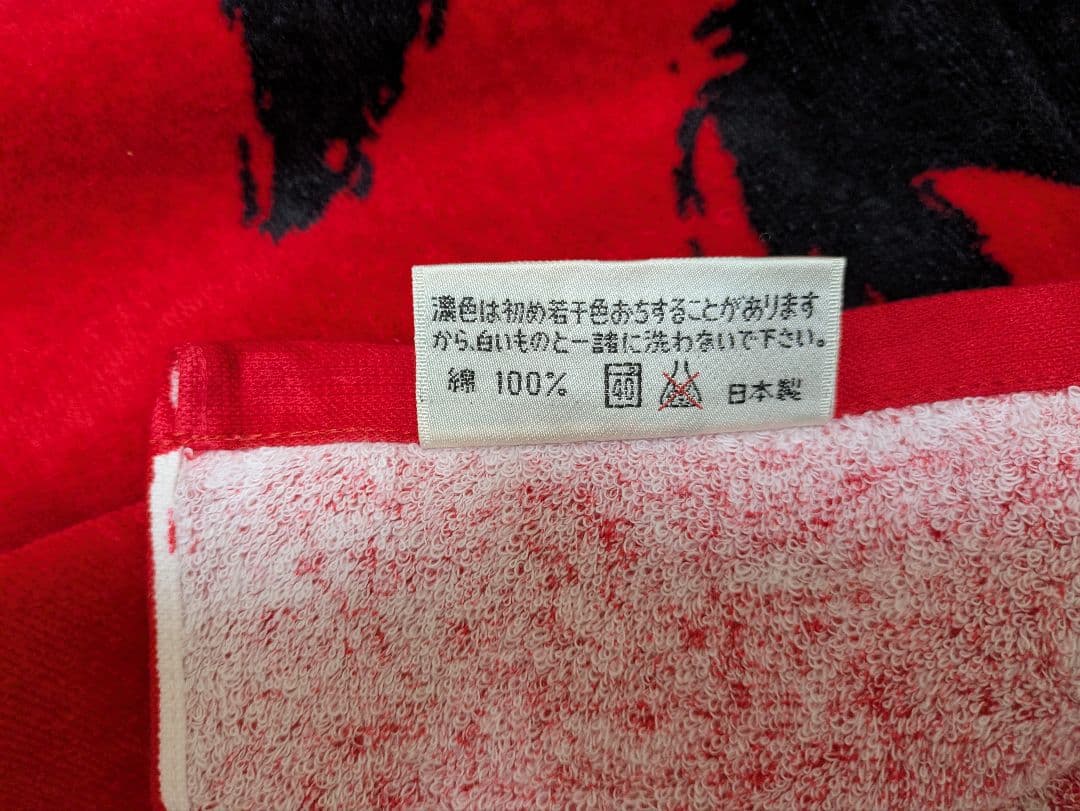 濃色は初め若干色おちすることがあります
から、白いものと一諸に洗わないで下さい。
綿 100% 40 日本製